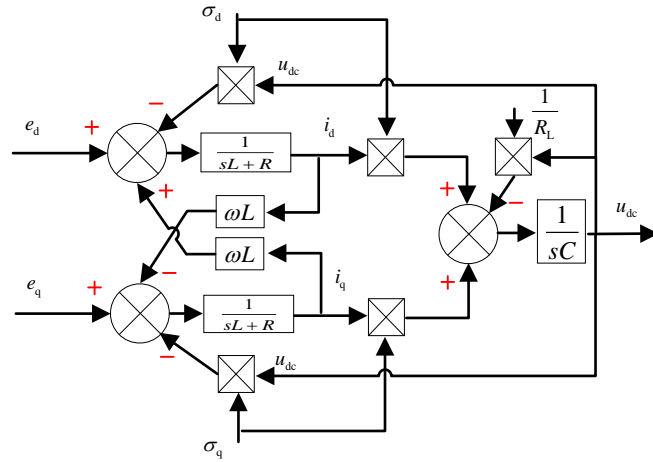 σd
udc
1/RL
−
+
ed
1/(sL + R)
id
+
+
ωL
−
udc
1/sC
ωL
−
+
eq
iq
+
1/(sL + R)
−
udc
σq